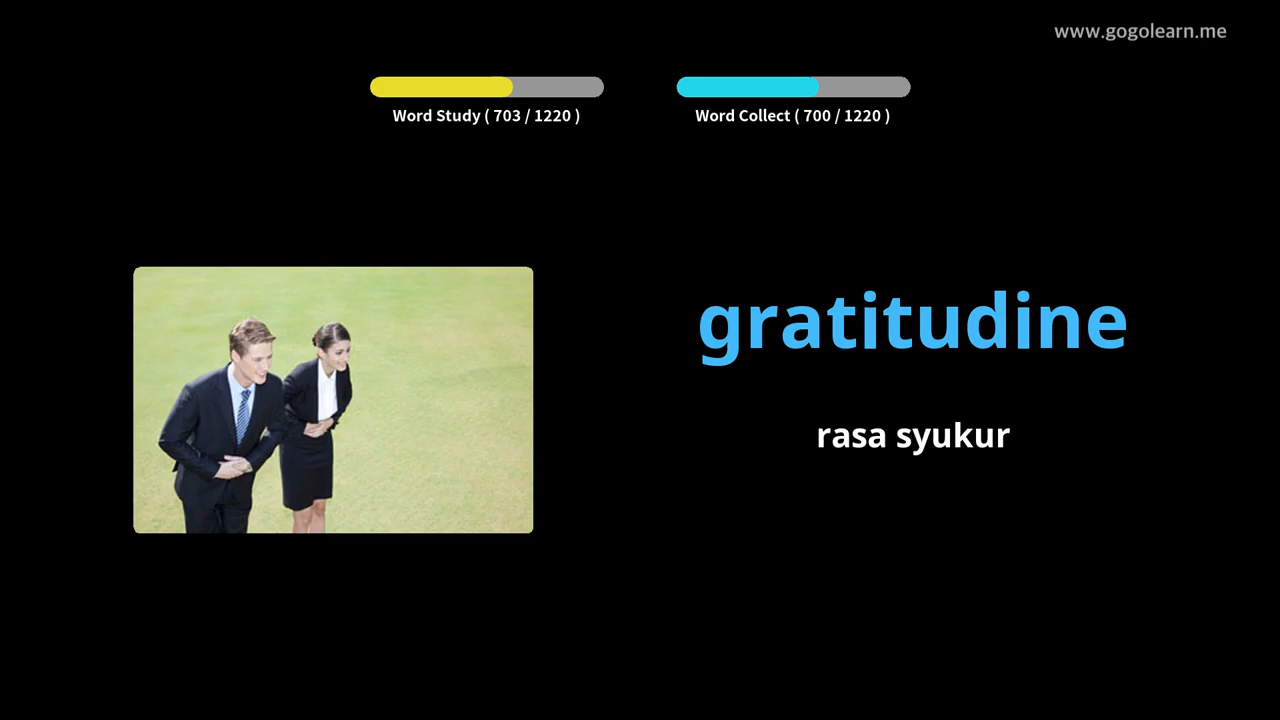 www.gogolearn.me
Word Study ( 703 / 1220 )
Word Collect ( 700 / 1220 )
gratitudine
rasa syukur